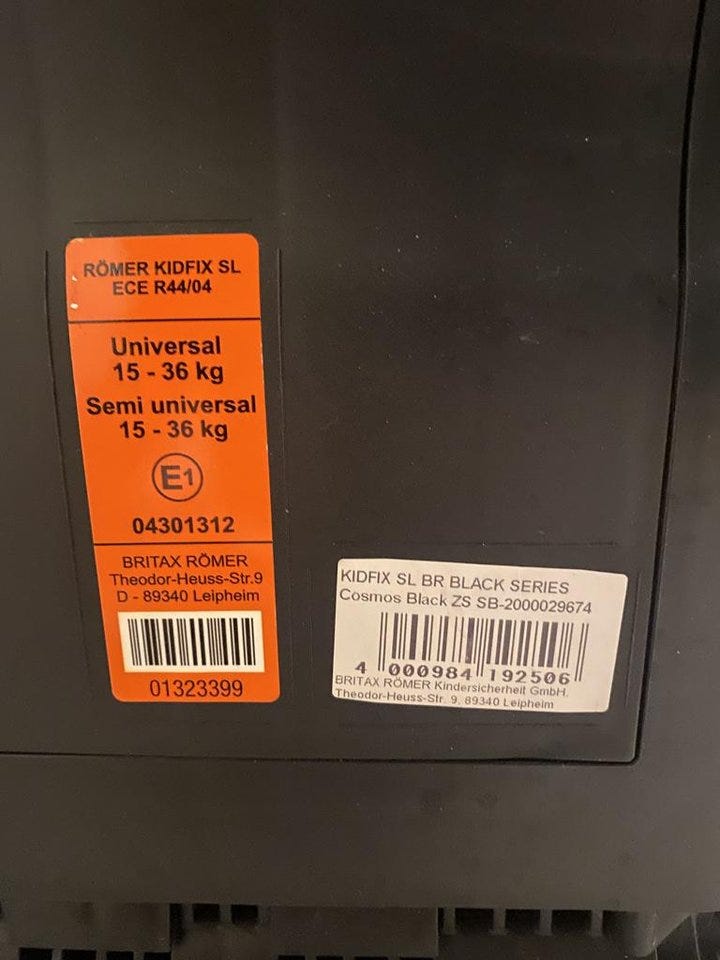 RÖMER KIDFIX SL
ECE R44/04
Universal
15 - 36 kg
Semi universal
15 - 36 kg
E1
04301312
BRITAX RÖMER
Theodor-Heuss-Str.9
D - 89340 Leipheim
01323399
KIDFIX SL BR BLACK SERIES
Cosmos Black ZS SB-2000029674
4 000984 192506
BRITAX RÖMER Kindersicherheit GmbH.
Theodor-Heuss-Str. 9, 89340 Leipheim